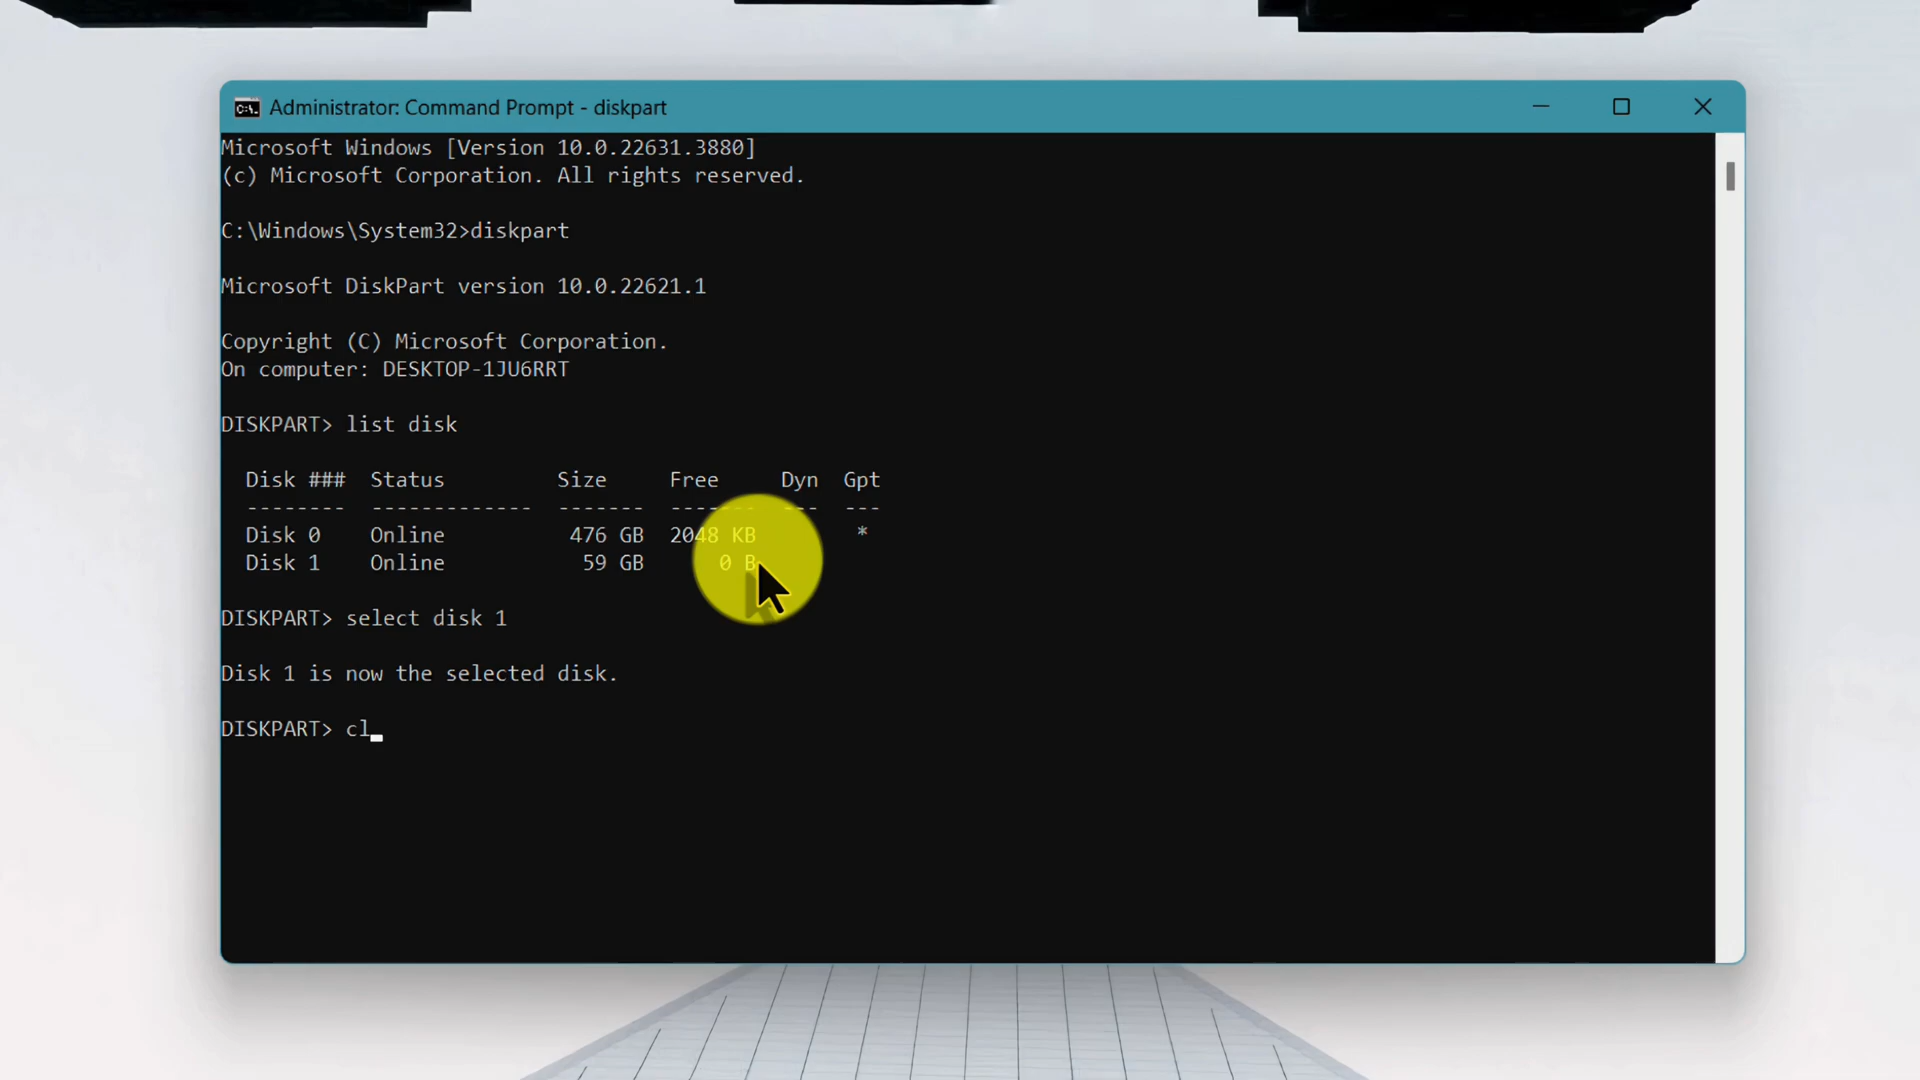 Administrator: Command Prompt - diskpart
Microsoft Windows [Version 10.0.22631.3880]
(c) Microsoft Corporation. All rights reserved.
C:\Windows\System32>diskpart
Microsoft DiskPart version 10.0.22621.1
Copyright (C) Microsoft Corporation.
On computer: DESKTOP-1JU6RRT
DISKPART> list disk
Disk ###  Status         Size     Free     Dyn  Gpt
--------  -------------  -------  -------  ---  ---
Disk 0    Online          476 GB  2048 KB        *
Disk 1    Online           59 GB      0 B
DISKPART> select disk 1
Disk 1 is now the selected disk.
DISKPART> cl_